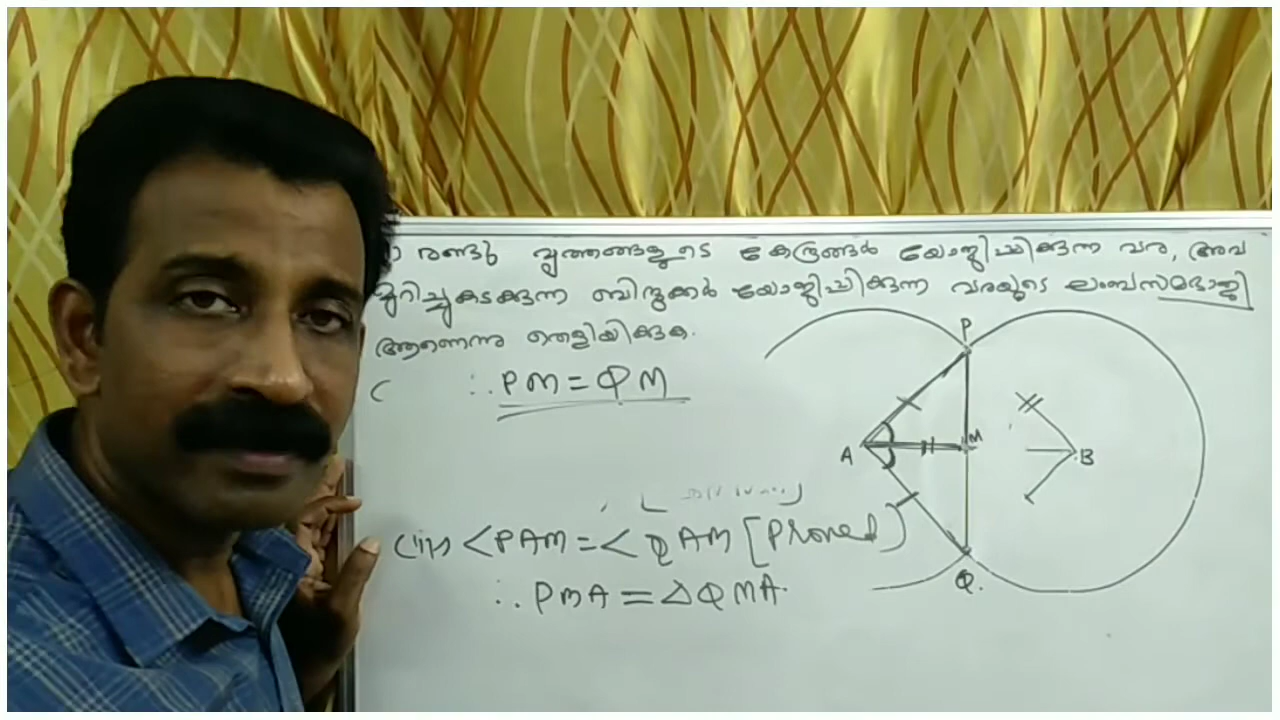 രണ്ടു വൃത്തങ്ങളുടെ കേന്ദ്രങ്ങൾ യോജിപ്പിക്കുന്ന വര, അവ
മുറിച്ചുകടക്കുന്ന ബിന്ദുക്കൾ യോജിപ്പിക്കുന്ന വരയുടെ ലംബസമഭാജി
ആണെന്നു തെളിയിക്കുക.
( ∴ PM = QM
P
A
M
B
(iii) <PAM = < QAM [Proved]
∴ PMA = ΔQMA.
Q.